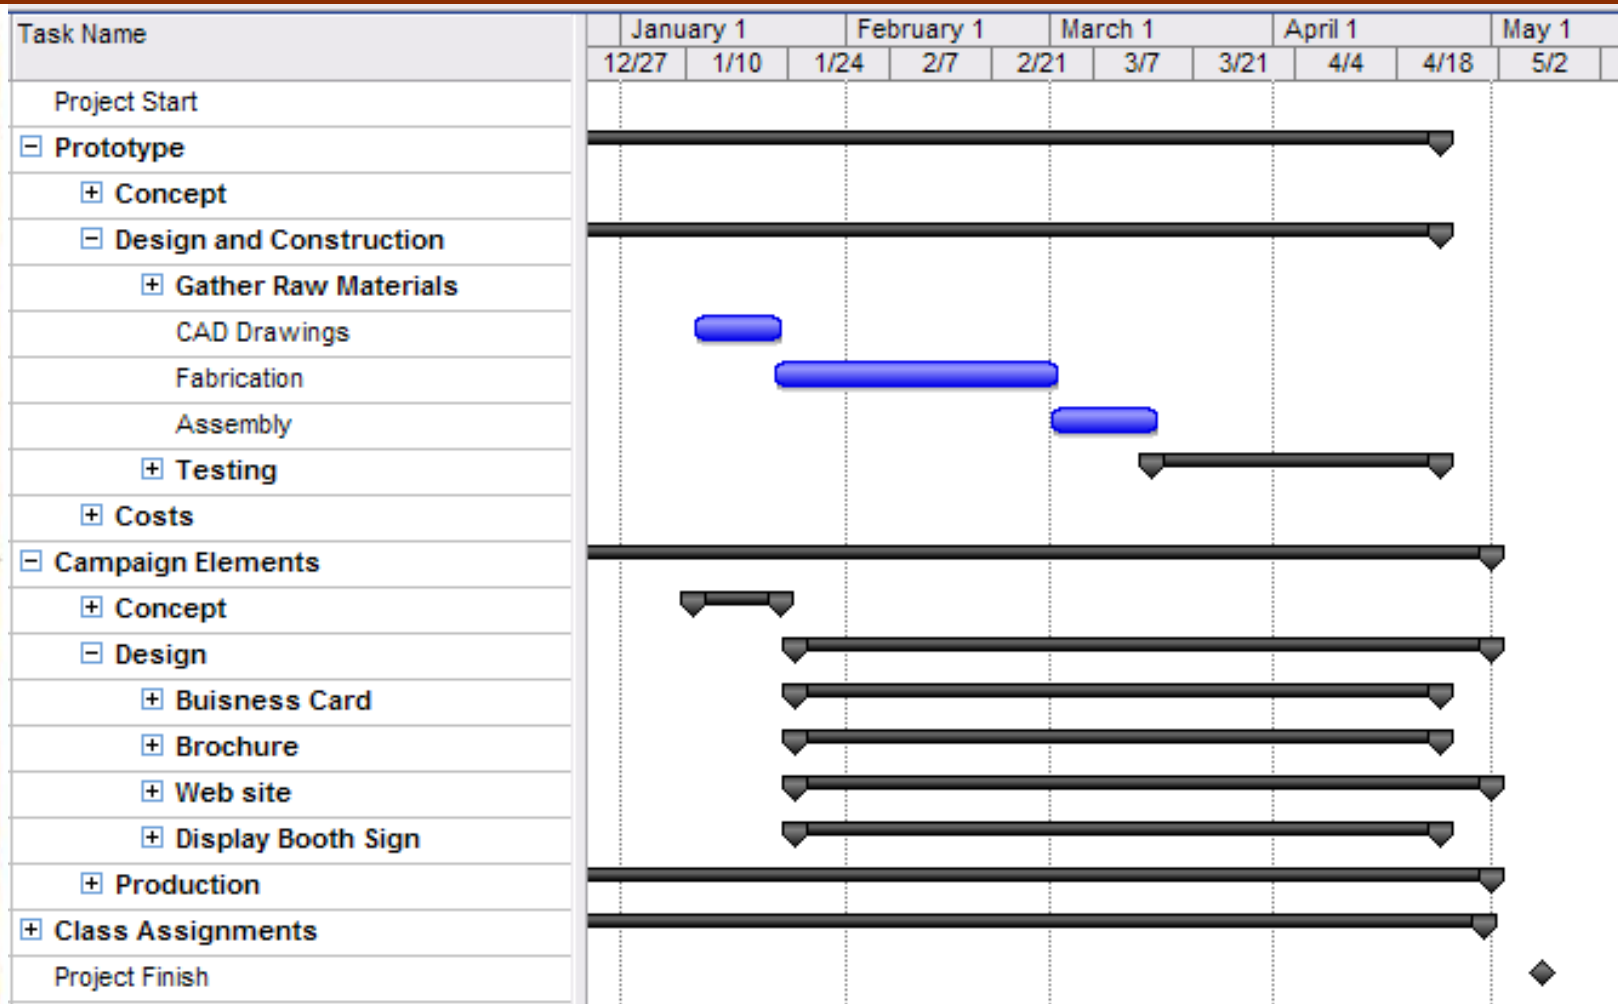 Task Name
January 1 February 1 March 1 April 1 May 1
12/27 1/10 1/24 2/7 2/21 3/7 3/21 4/4 4/18 5/2
Project Start
Prototype
Concept
Design and Construction
Gather Raw Materials
CAD Drawings
Fabrication
Assembly
Testing
Costs
Campaign Elements
Concept
Design
Buisness Card
Brochure
Web site
Display Booth Sign
Production
Class Assignments
Project Finish